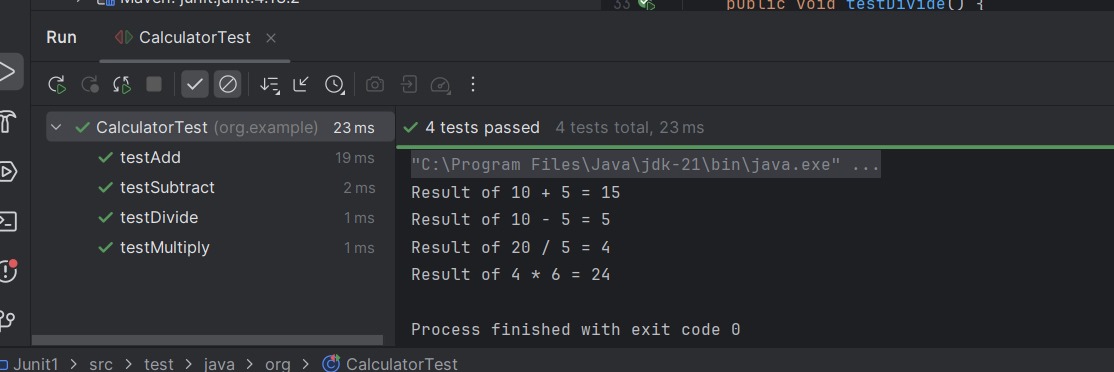 Maven: junit:junit:4.13.2
33 public void testDivide() {
Run CalculatorTest ×
CalculatorTest (org.example) 23 ms
testAdd 19 ms
testSubtract 2 ms
testDivide 1 ms
testMultiply 1 ms
4 tests passed 4 tests total, 23 ms
"C:\Program Files\Java\jdk-21\bin\java.exe" ...
Result of 10 + 5 = 15
Result of 10 - 5 = 5
Result of 20 / 5 = 4
Result of 4 * 6 = 24
Process finished with exit code 0
Junit1 > src > test > java > org > CalculatorTest